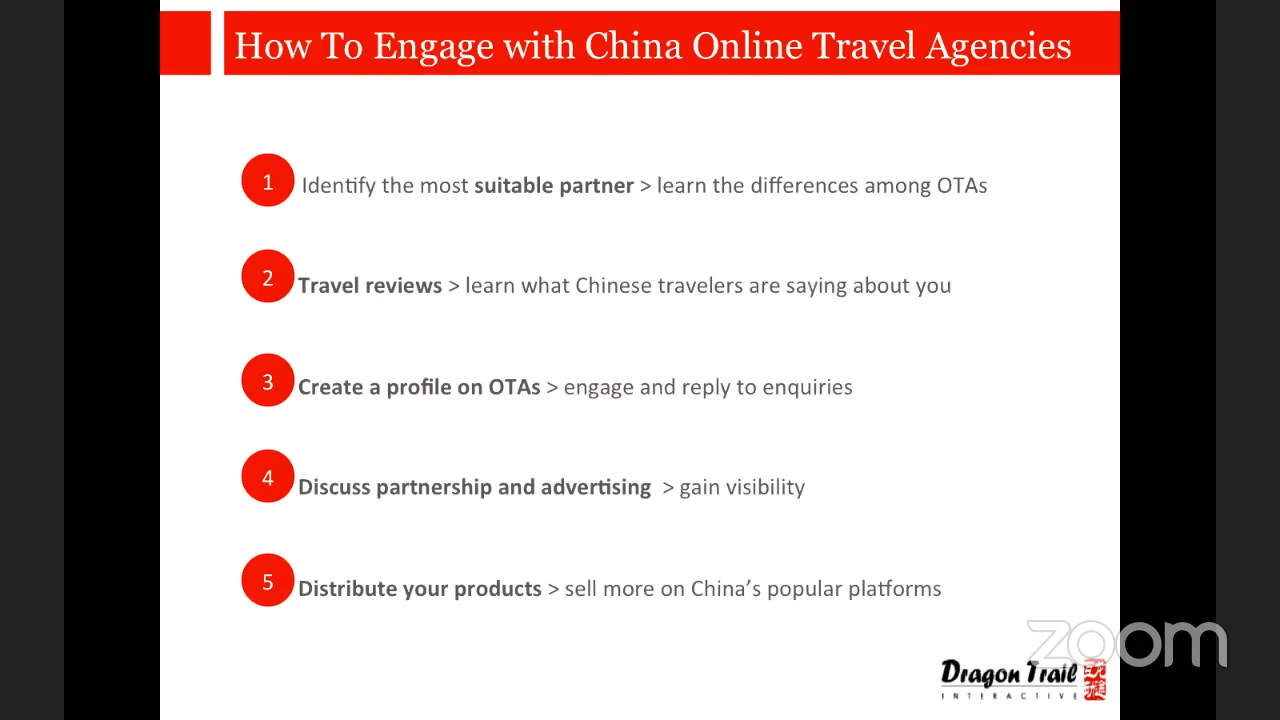 How To Engage with China Online Travel Agencies
1 Identify the most suitable partner > learn the differences among OTAs
2 Travel reviews > learn what Chinese travelers are saying about you
3 Create a profile on OTAs > engage and reply to enquiries
4 Discuss partnership and advertising > gain visibility
5 Distribute your products > sell more on China's popular platforms
zoom
Dragon Trail
INTERACTIVE